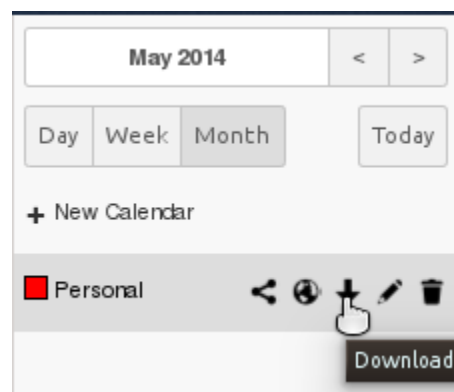 May 2014 < >
Day Week Month Today
+ New Calendar
Personal
Download